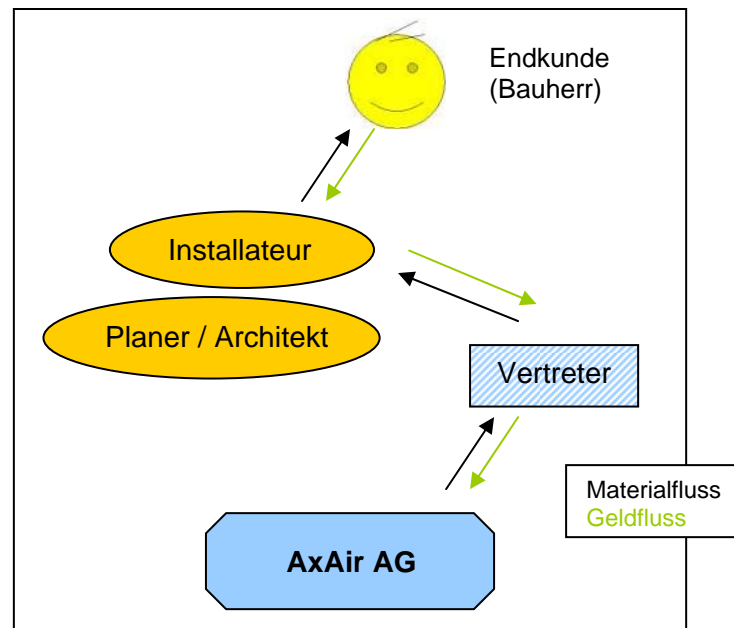 Endkunde
(Bauherr)
Installateur
Planer / Architekt
Vertreter
Materialfluss
Geldfluss
AxAir AG